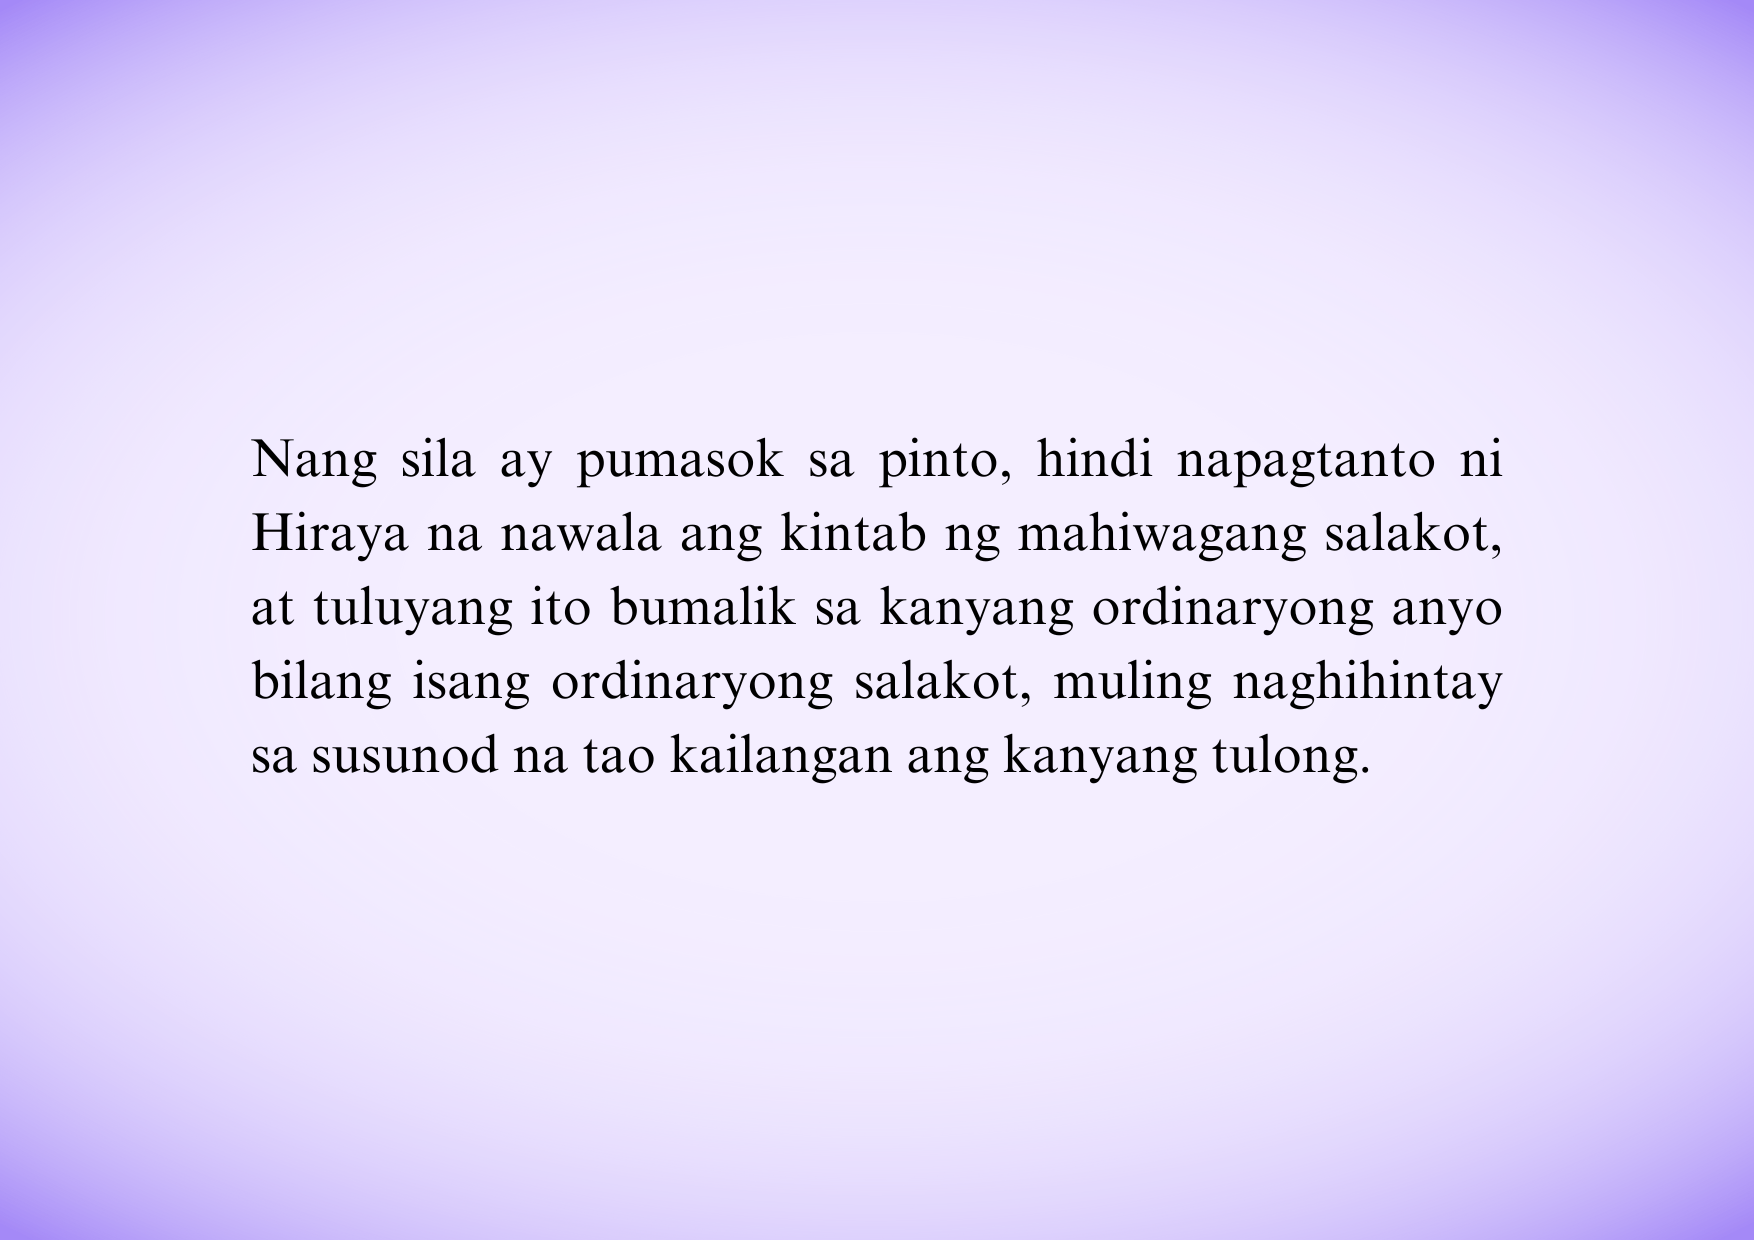 Nang sila ay pumasok sa pinto, hindi napagtanto ni
Hiraya na nawala ang kintab ng mahiwagang salakot,
at tuluyang ito bumalik sa kanyang ordinaryong anyo
bilang isang ordinaryong salakot, muling naghihintay
sa susunod na tao kailangan ang kanyang tulong.